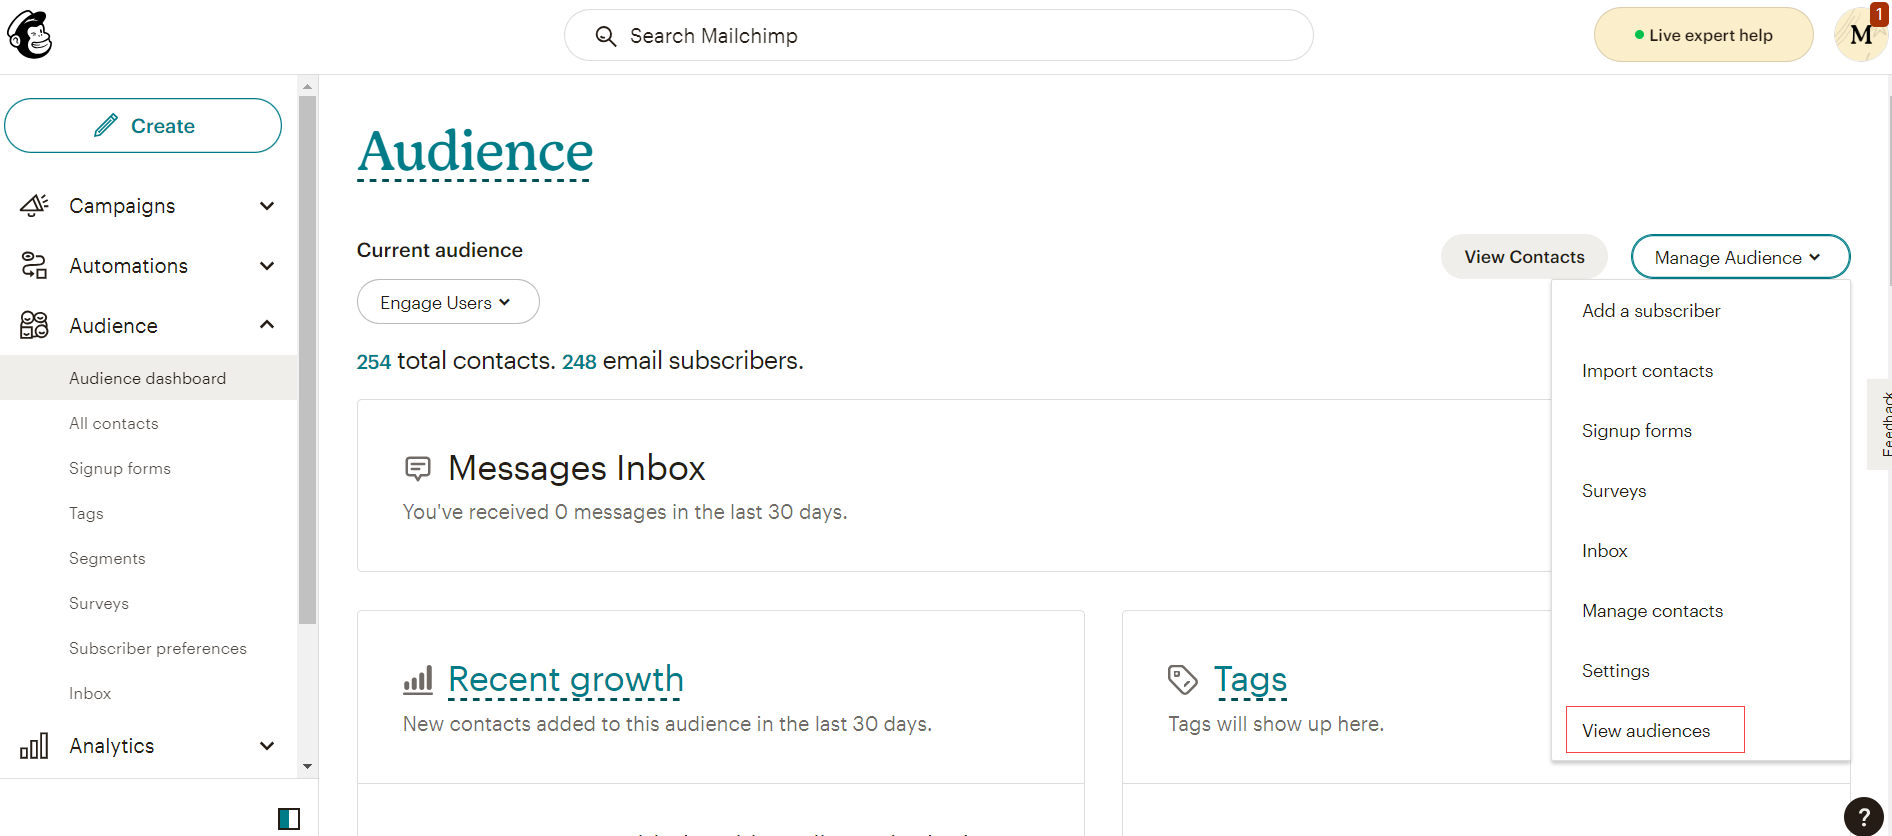 Search Mailchimp
Live expert help
M
1
Create
Campaigns
Automations
Audience
Audience dashboard
All contacts
Signup forms
Tags
Segments
Surveys
Subscriber preferences
Inbox
Analytics
Audience
Current audience
Engage Users
254 total contacts. 248 email subscribers.
View Contacts
Manage Audience
Add a subscriber
Import contacts
Signup forms
Surveys
Inbox
Manage contacts
Settings
View audiences
Messages Inbox
You've received 0 messages in the last 30 days.
Recent growth
New contacts added to this audience in the last 30 days.
Tags
Tags will show up here.
Feedback
?